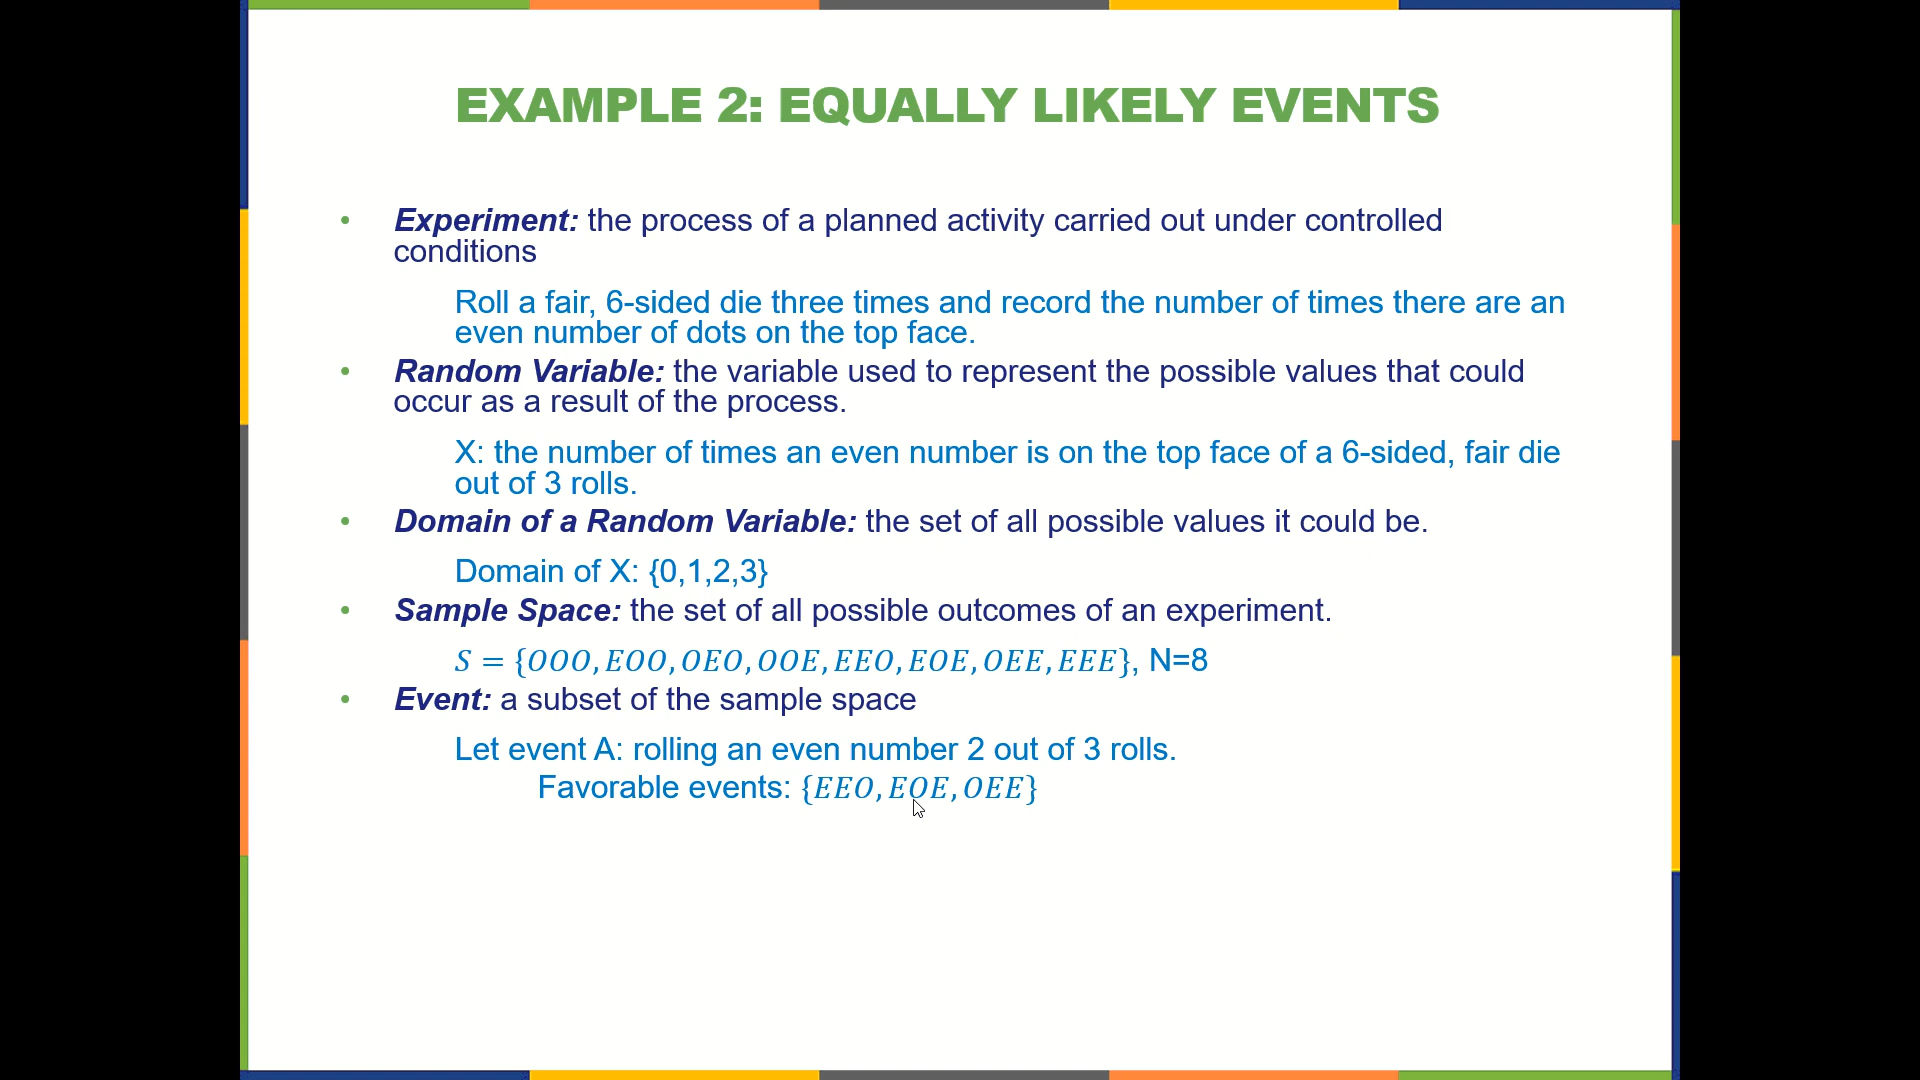 EXAMPLE 2: EQUALLY LIKELY EVENTS
• Experiment: the process of a planned activity carried out under controlled
conditions
Roll a fair, 6-sided die three times and record the number of times there are an
even number of dots on the top face.
• Random Variable: the variable used to represent the possible values that could
occur as a result of the process.
X: the number of times an even number is on the top face of a 6-sided, fair die
out of 3 rolls.
• Domain of a Random Variable: the set of all possible values it could be.
Domain of X: {0,1,2,3}
• Sample Space: the set of all possible outcomes of an experiment.
S = {OOO, EOO, OEO, OOE, EEO, EOE, OEE, EEE}, N=8
• Event: a subset of the sample space
Let event A: rolling an even number 2 out of 3 rolls.
Favorable events: {EEO, EOE, OEE}